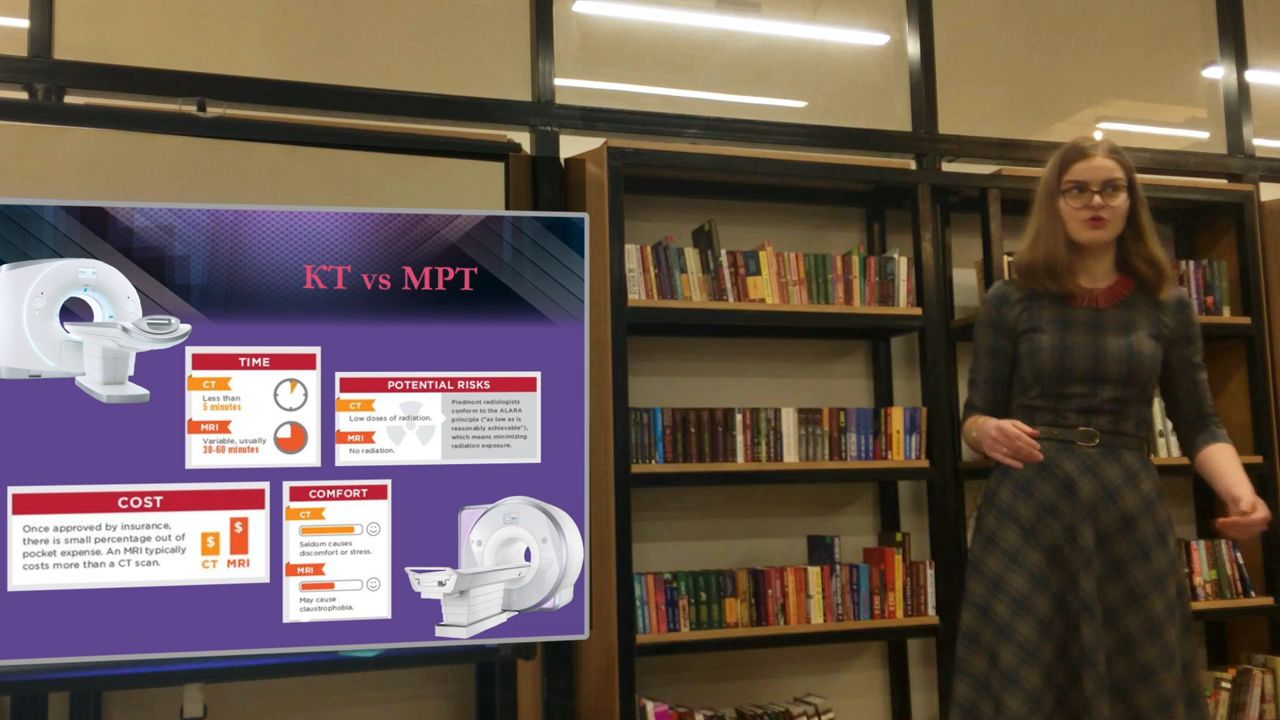 КТ vs МРТ
TIME
CT
Less than
5 minutes
MRI
Variable, usually
30-60 minutes
POTENTIAL RISKS
CT
Low doses of radiation.
MRI
No radiation.
Piedmont radiologists
conform to the ALARA
principle ("as low as is
reasonably achievable"),
which means minimizing
radiation exposure.
COST
Once approved by insurance,
there is small percentage out of
pocket expense. An MRI typically
costs more than a CT scan.
$ $
CT MRI
COMFORT
CT
Seldom causes
discomfort or stress.
MRI
May cause
claustrophobia.